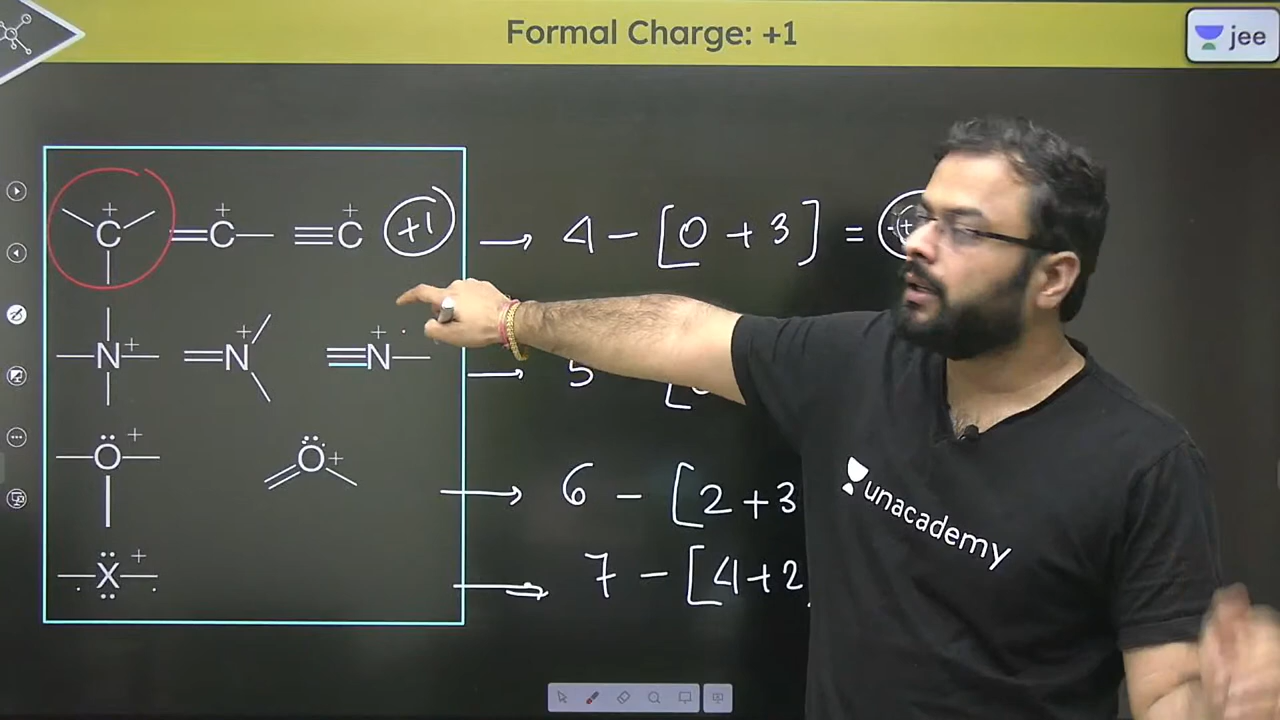 Formal Charge: +1
jee
C+ =C+— ≡C+ +1 → 4 - [0 + 3] = +
N+ =N+ ≡N+— → 5 [
O+ O+ → 6 - [2 + 3
X+ → 7 - [4+2
unacademy